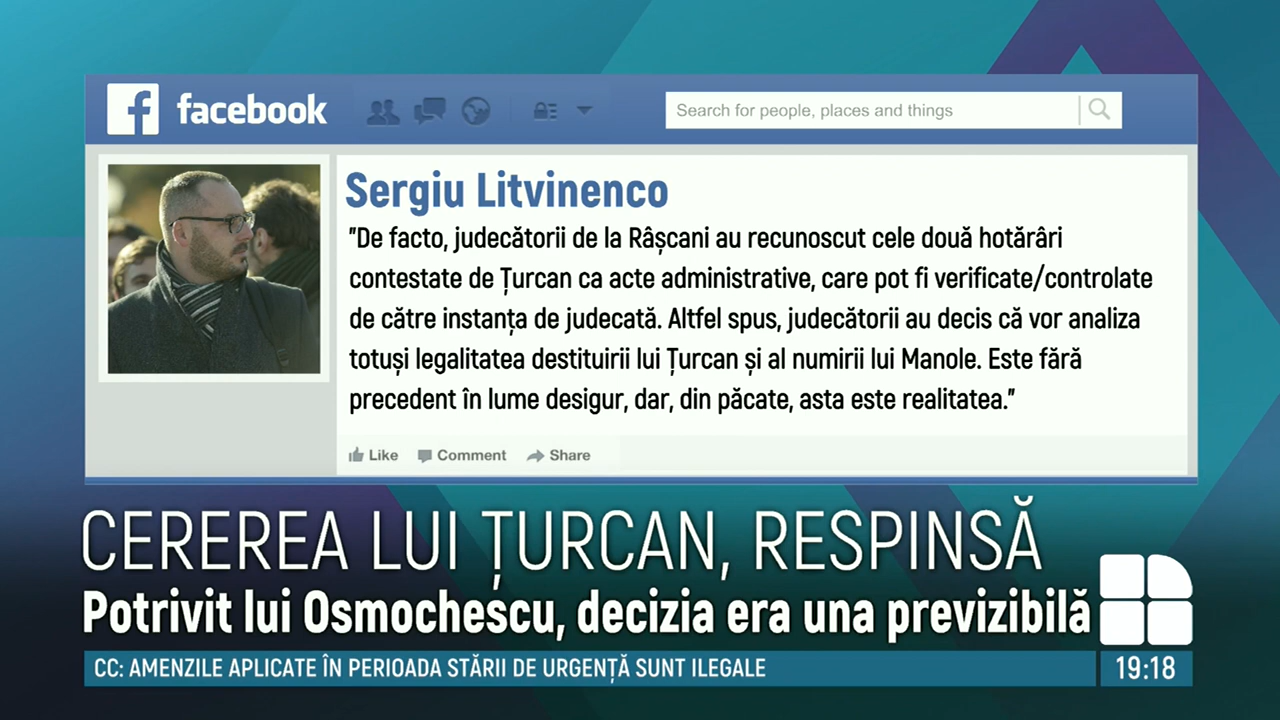 f facebook
Search for people, places and things
Sergiu Litvinenco
"De facto, judecătorii de la Râșcani au recunoscut cele două hotărâri
contestate de Țurcan ca acte administrative, care pot fi verificate/controlate
de către instanța de judecată. Altfel spus, judecătorii au decis că vor analiza
totuși legalitatea destituirii lui Țurcan și al numirii lui Manole. Este fără
precedent în lume desigur, dar, din păcate, asta este realitatea."
Like Comment Share
CEREREA LUI ȚURCAN, RESPINSĂ
Potrivit lui Osmochescu, decizia era una previzibilă
CC: AMENZILE APLICATE ÎN PERIOADA STĂRII DE URGENȚĂ SUNT ILEGALE
19:18